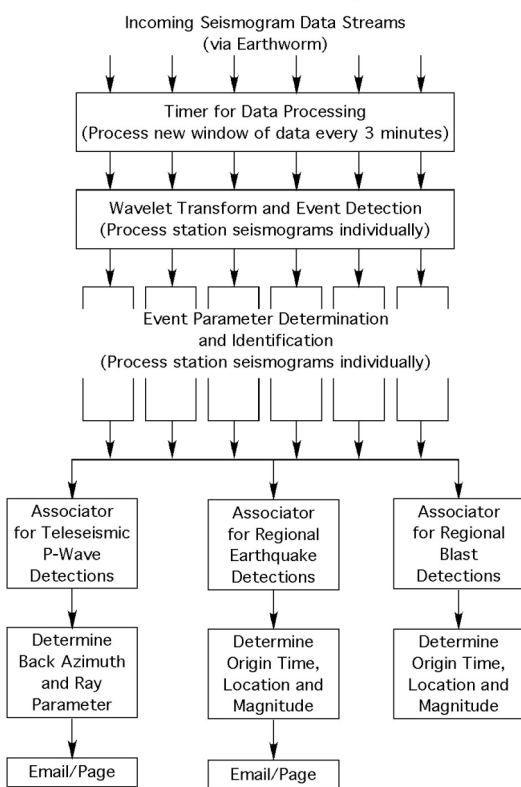 Incoming Seismogram Data Streams
(via Earthworm)
Timer for Data Processing
(Process new window of data every 3 minutes)
Wavelet Transform and Event Detection
(Process station seismograms individually)
Event Parameter Determination
and Identification
(Process station seismograms individually)
Associator
for Teleseismic
P-Wave
Detections
Associator
for Regional
Earthquake
Detections
Associator
for Regional
Blast
Detections
Determine
Back Azimuth
and Ray
Parameter
Determine
Origin Time,
Location and
Magnitude
Determine
Origin Time,
Location and
Magnitude
Email/Page
Email/Page